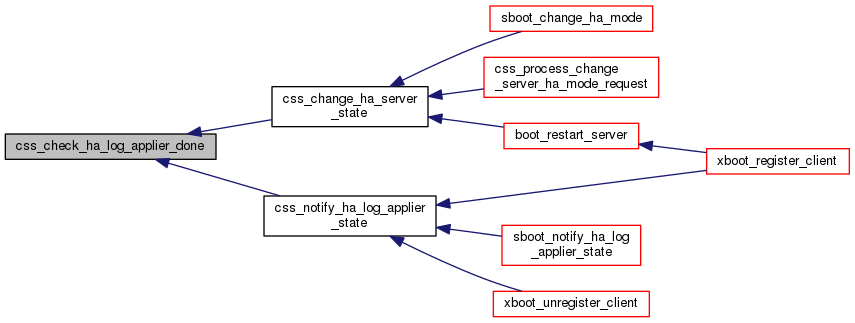 sboot_change_ha_mode
css_process_change
_server_ha_mode_request
css_change_ha_server
_state
boot_restart_server
css_check_ha_log_applier_done
xboot_register_client
css_notify_ha_log_applier
_state
sboot_notify_ha_log
_applier_state
xboot_unregister_client